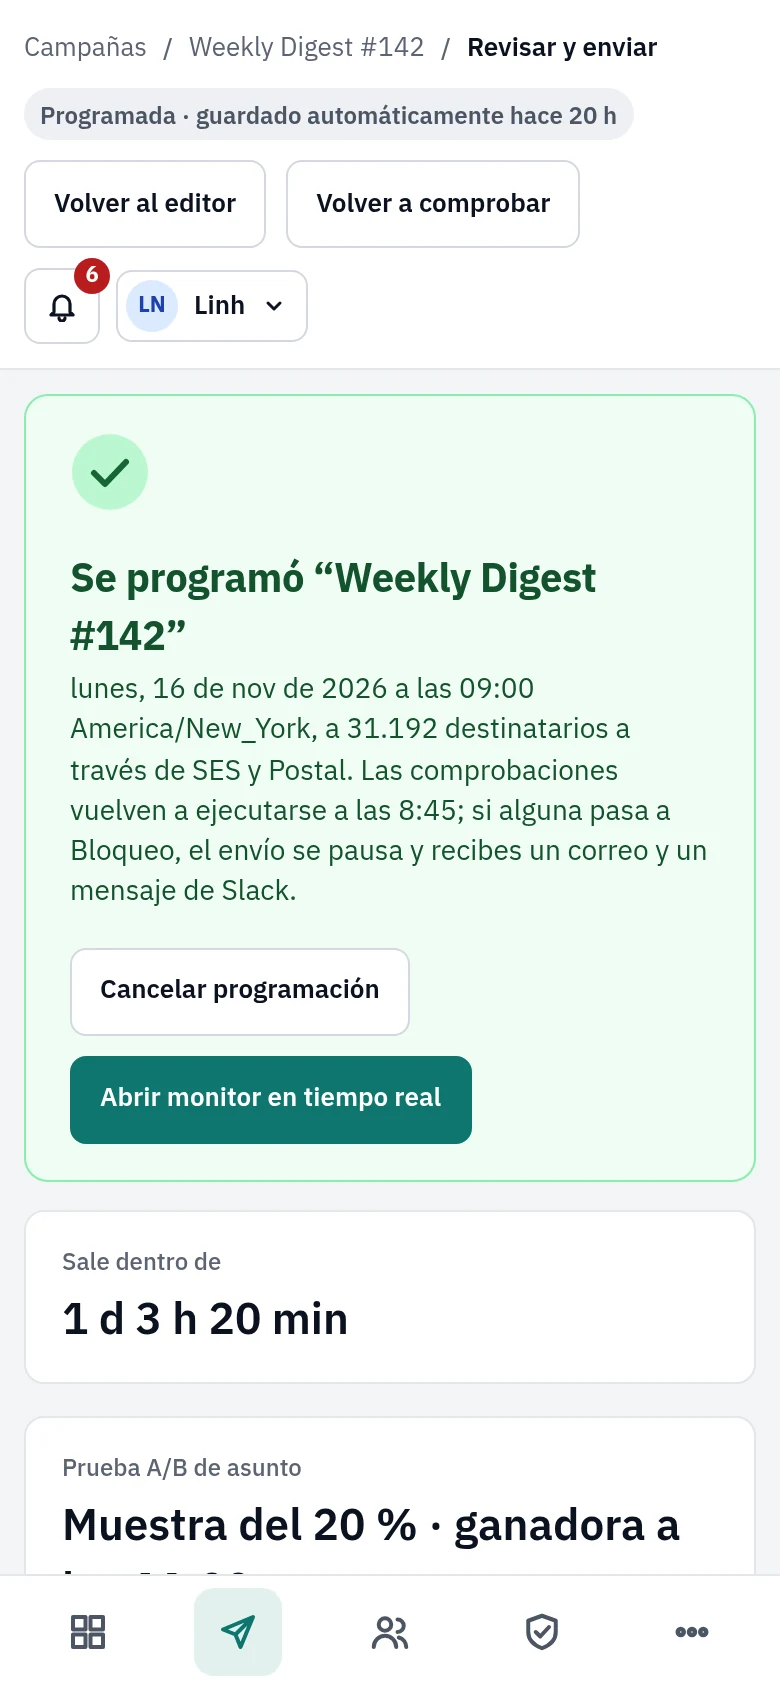 Campañas / Weekly Digest #142 / Revisar y enviar
Programada · guardado automáticamente hace 20 h
Volver al editor
Volver a comprobar
6
LN Linh
Se programó “Weekly Digest
#142”
lunes, 16 de nov de 2026 a las 09:00
America/New_York, a 31.192 destinatarios a
través de SES y Postal. Las comprobaciones
vuelven a ejecutarse a las 8:45; si alguna pasa a
Bloqueo, el envío se pausa y recibes un correo y un
mensaje de Slack.
Cancelar programación
Abrir monitor en tiempo real
Sale dentro de
1 d 3 h 20 min
Prueba A/B de asunto
Muestra del 20 % · ganadora a